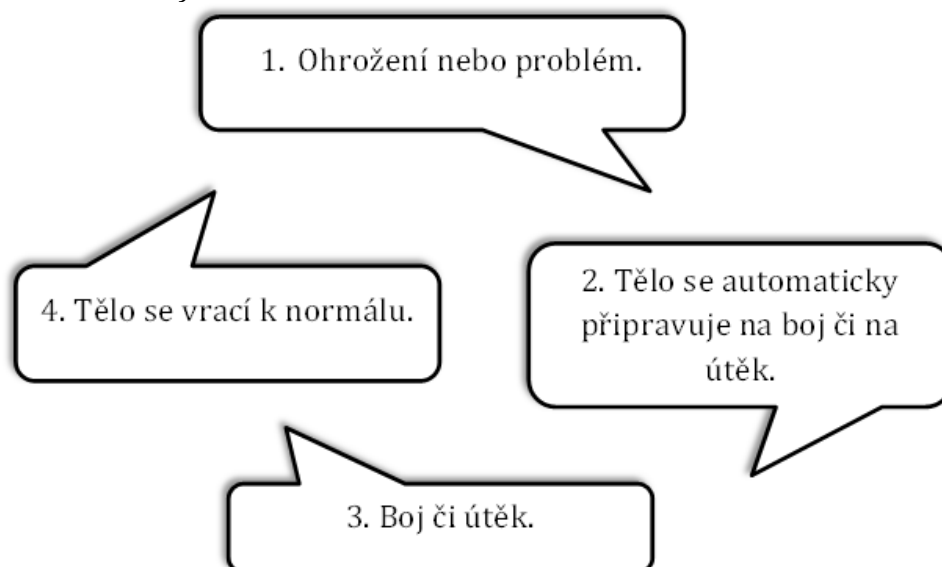 1. Ohrožení nebo problém.
2. Tělo se automaticky
připravuje na boj či na
útěk.
3. Boj či útěk.
4. Tělo se vrací k normálu.